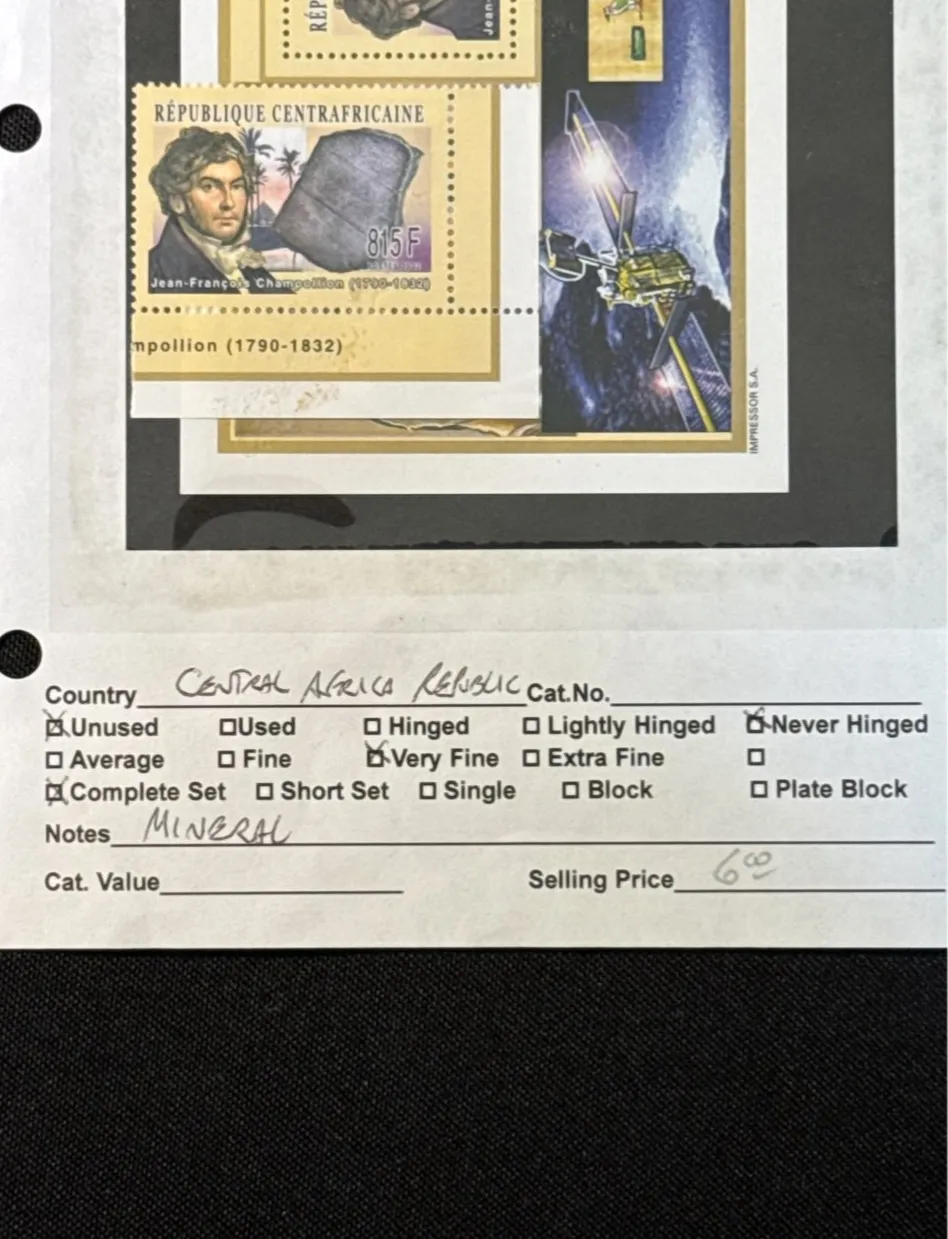 RÉP
Jean-
RÉPUBLIQUE CENTRAFRICAINE
815F
Jean-François Champollion (1790-1832)
mpollion (1790-1832)
IMPRESSOR S.A.
Country CENTRAL AFRICA REPUBLIC Cat.No.
Unused Used Hinged Lightly Hinged Never Hinged
Average Fine Very Fine Extra Fine
Complete Set Short Set Single Block Plate Block
Notes MINERAL
Cat. Value Selling Price 6.00